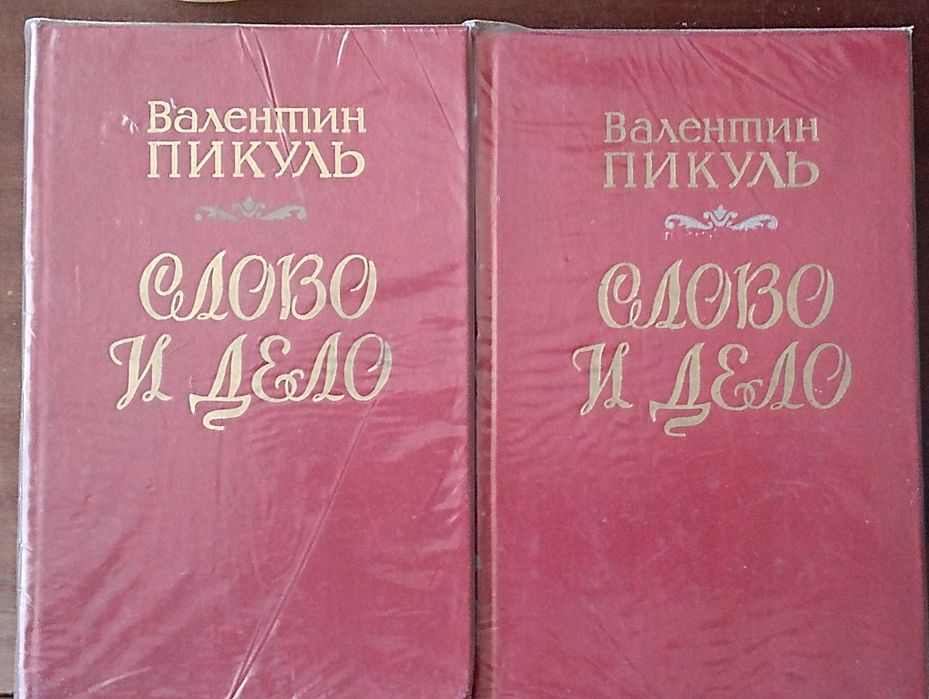 Валентин
ПИКУЛЬ
СЛОВО
И ДЕЛО
Валентин
ПИКУЛЬ
СЛОВО
И ДЕЛО